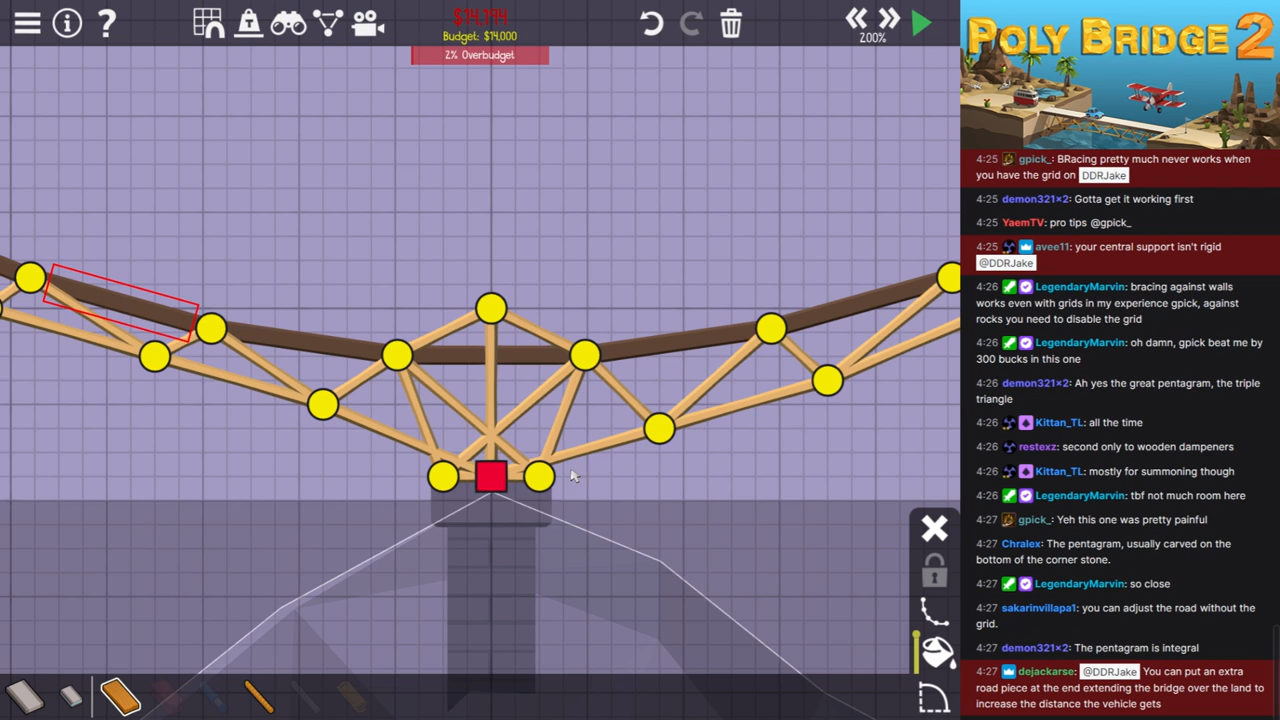 $14,194
Budget: $14,000
2% Overbudget
200%
POLY BRIDGE 2
4:25 gpick_: BRacing pretty much never works when
you have the grid on DDRJake
4:25 demon321×2: Gotta get it working first
4:25 YaemTV: pro tips @gpick_
4:25 avee11: your central support isn't rigid
@DDRJake
4:26 LegendaryMarvin: bracing against walls
works even with grids in my experience gpick, against
rocks you need to disable the grid
4:26 LegendaryMarvin: oh damn, gpick beat me by
300 bucks in this one
4:26 demon321×2: Ah yes the great pentagram, the triple
triangle
4:26 Kittan_TL: all the time
4:26 restexz: second only to wooden dampeners
4:26 Kittan_TL: mostly for summoning though
4:26 LegendaryMarvin: tbf not much room here
4:27 gpick_: Yeh this one was pretty painful
4:27 Chralex: The pentagram, usually carved on the
bottom of the corner stone.
4:27 LegendaryMarvin: so close
4:27 sakarinvillapa1: you can adjust the road without the
grid.
4:27 demon321×2: The pentagram is integral
4:27 dejackarse: @DDRJake You can put an extra
road piece at the end extending the bridge over the land to
increase the distance the vehicle gets